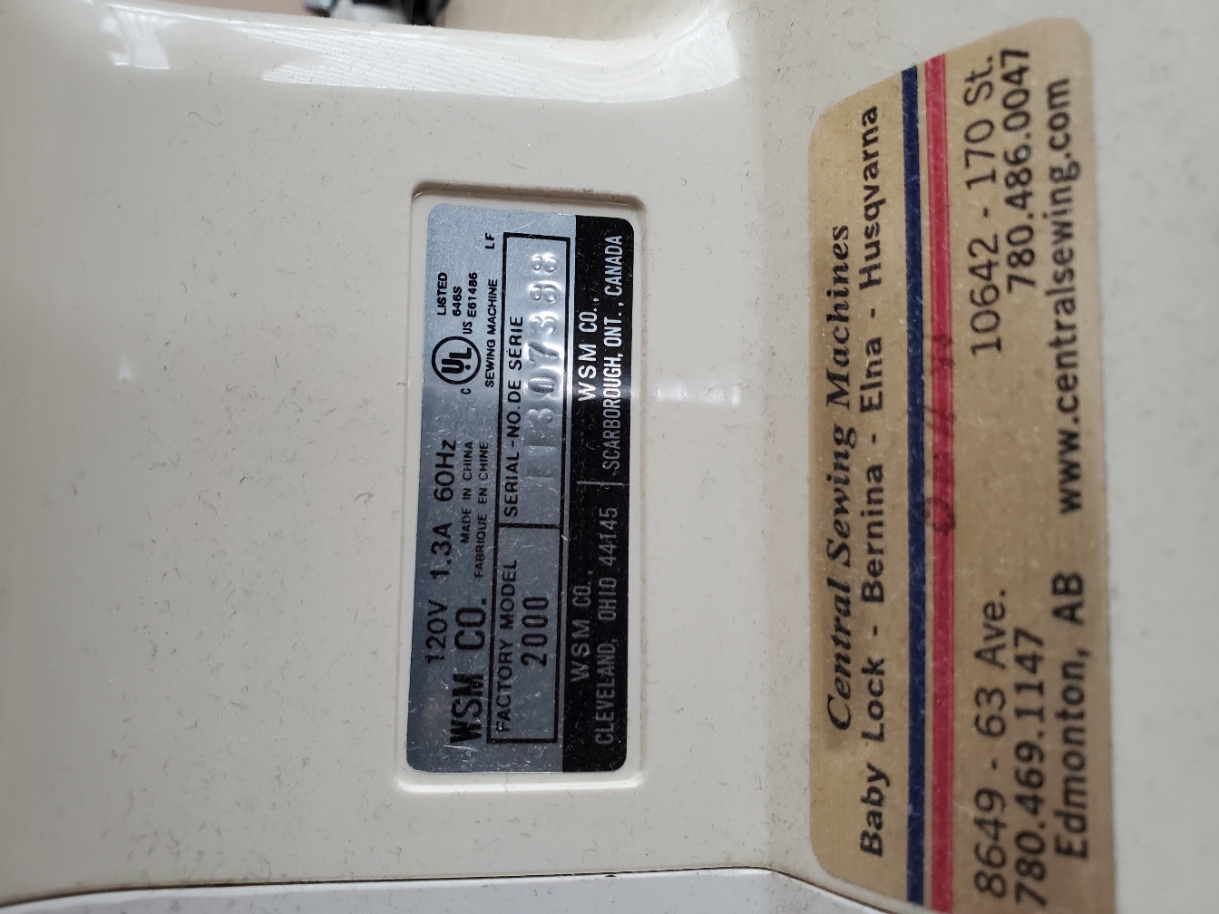 120V 1.3A 60Hz
WSM CO.
MADE IN CHINA
FABRIQUE EN CHINE
C UL US
LISTED
646S
E61486
SEWING MACHINE LF
FACTORY MODEL
2000
SERIAL-NO.DE SÉRIE
WSM CO.,
CLEVELAND, OHIO 44145
WSM CO.,
SCARBOROUGH, ONT., CANADA
Central Sewing Machines
Baby Lock - Bernina - Elna - Husqvarna
8649 - 63 Ave. 10642 - 170 St.
780.469.1147 780.486.0047
Edmonton, AB www.centralsewing.com